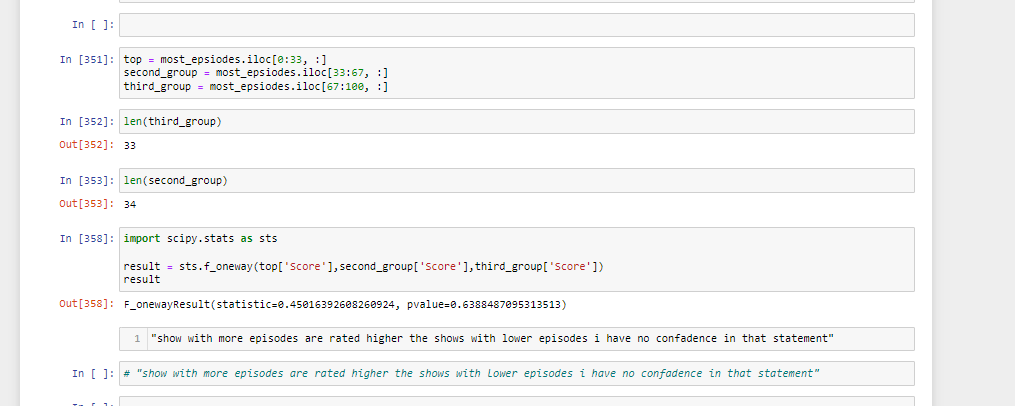 In [ ]:
In [351]: top = most_epsiodes.iloc[0:33, :]
second_group = most_epsiodes.iloc[33:67, :]
third_group = most_epsiodes.iloc[67:100, :]
In [352]: len(third_group)
Out[352]: 33
In [353]: len(second_group)
Out[353]: 34
In [358]: import scipy.stats as sts
result = sts.f_oneway(top['Score'],second_group['Score'],third_group['Score'])
result
Out[358]: F_onewayResult(statistic=0.45016392608260924, pvalue=0.6388487095313513)
1 "show with more episodes are rated higher the shows with lower episodes i have no confadence in that statement"
In [ ]: # "show with more episodes are rated higher the shows with Lower episodes i have no confadence in that statement"